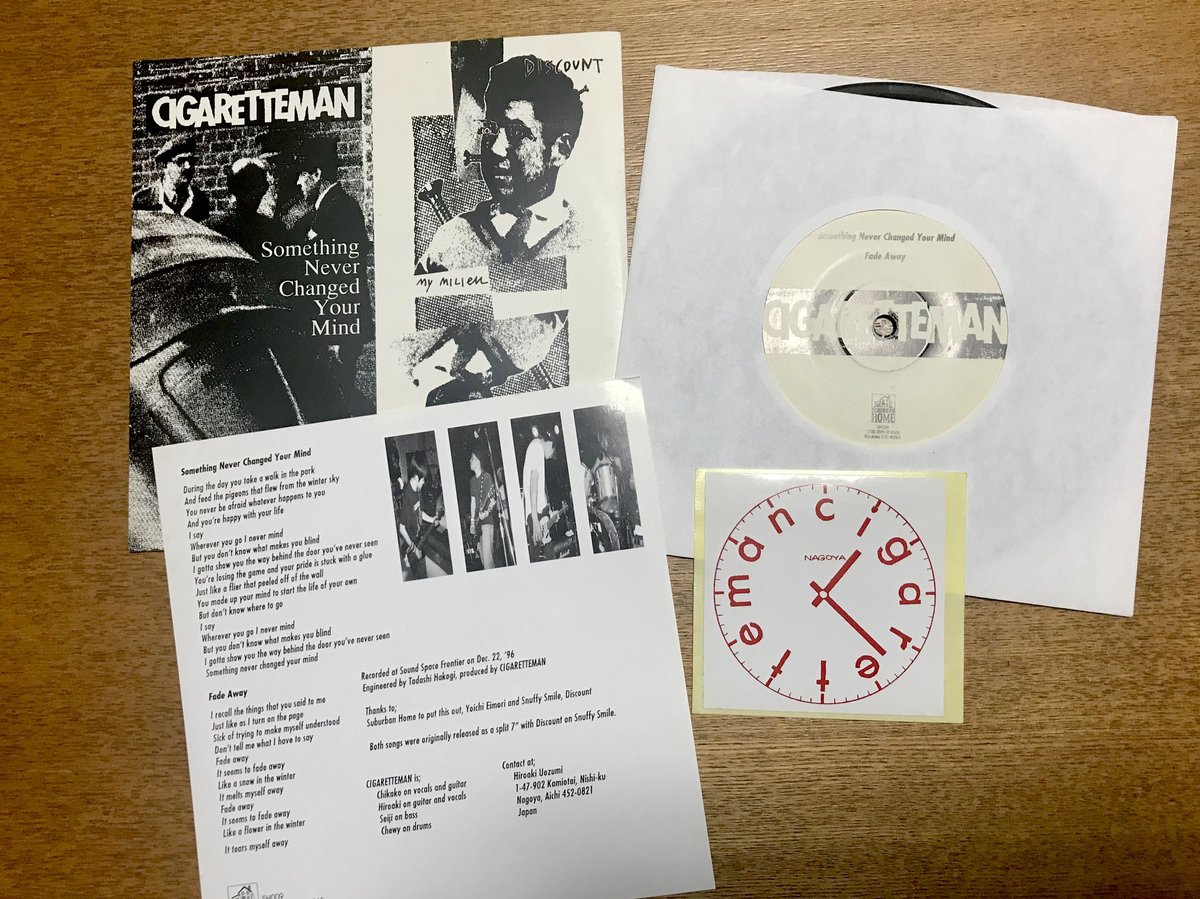 CIGARETTEMAN
Something
Never
Changed
Your
Mind
DISCOUNT
my milieu
Something Never Changed Your Mind
Fade Away
CIGARETTEMAN
SUBURBAN
HOME
Something Never Changed Your Mind
During the day you take a walk in the park
And feed the pigeons that flew from the winter sky
You never be afraid whatever happens to you
And you're happy with your life
I say
Wherever you go I never mind
But you don't know what makes you blind
I gotta show you the way behind the door you've never seen
You're losing the game and your pride is stuck with a glue
Just like a flier that peeled off of the wall
You made up your mind to start the life of your own
But don't know where to go
I say
Wherever you go I never mind
But you don't know what makes you blind
I gotta show you the way behind the door you've never seen
Something never changed your mind
Fade Away
I recall the things that you said to me
Just like as I turn on the page
Sick of trying to make myself understood
Don't tell me what I have to say
Fade away
It seems to fade away
Like a snow in the winter
It melts myself away
Fade away
It seems to fade away
Like a flower in the winter
It tears myself away
Recorded at Sound Space Frontier on Dec. 22, '96
Engineered by Tadashi Hakagi, produced by CIGARETTEMAN
Thanks to;
Suburban Home to put this out, Yoichi Eimori and Snuffy Smile, Discount
Both songs were originally released as a split 7" with Discount on Snuffy Smile.
CIGARETTEMAN is;
Chikako on vocals and guitar
Hiroaki on guitar and vocals
Seiji on bass
Chewy on drums
Contact at;
Hiroaki Uozumi
1-47-902 Kamiotai, Nishi-ku
Nagoya, Aichi 452-0821
Japan
SH009
cigaretteman
NAGOYA